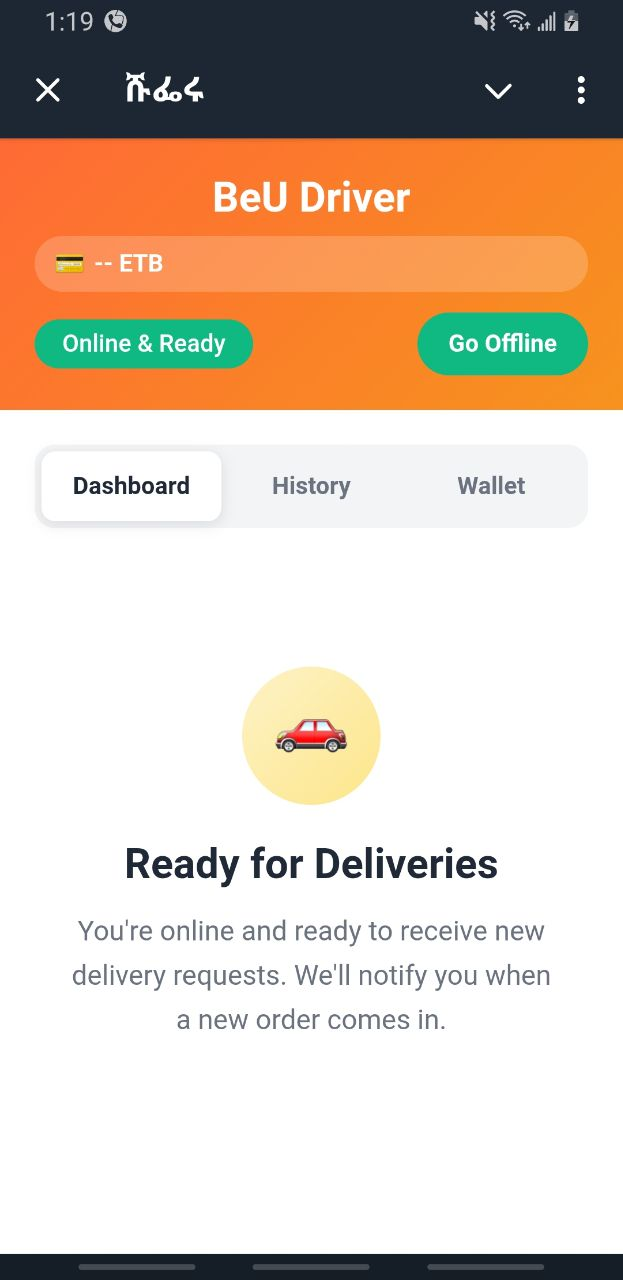 1:19
ሹፌሩ
BeU Driver
-- ETB
Online & Ready
Go Offline
Dashboard
History
Wallet
Ready for Deliveries
You're online and ready to receive new
delivery requests. We'll notify you when
a new order comes in.